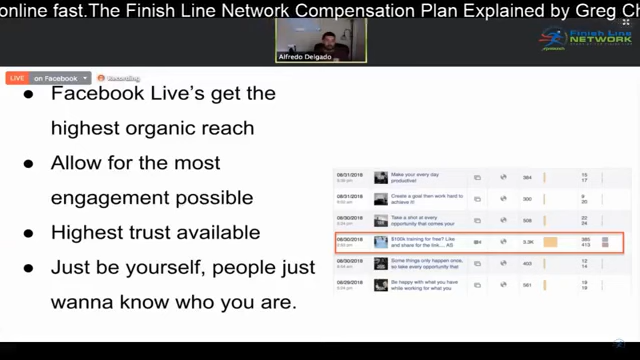 online fast.The Finish Line Network Compensation Plan Explained by Greg Ch
Alfredo Delgado
FINISH LINE
NETWORK
LIVE on Facebook Recording
● Facebook Live's get the
highest organic reach
● Allow for the most
engagement possible
● Highest trust available
● Just be yourself, people just
wanna know who you are.
08/31/2018 Make your every day 384 15
productive! 17
08/31/2018 Create a goal then work hard to 300 9
achieve it! 20
08/30/2018 Take a shot at every 508 22
opportunity that comes your 24
08/30/2018 $100k training for free? Like 3.3K 385
and share for the link.... AS 413
08/30/2018 Some things only happen once, 403 12
so take every opportunity that 14
08/29/2018 Be happy with what you have 581 18
while working for what you 19